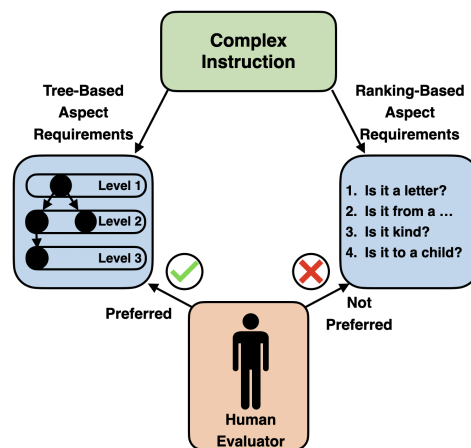 Complex
Instruction
Tree-Based
Aspect
Requirements
Ranking-Based
Aspect
Requirements
Level 1
Level 2
Level 3
1. Is it a letter?
2. Is it from a ...
3. Is it kind?
4. Is it to a child?
Preferred
Not
Preferred
Human
Evaluator